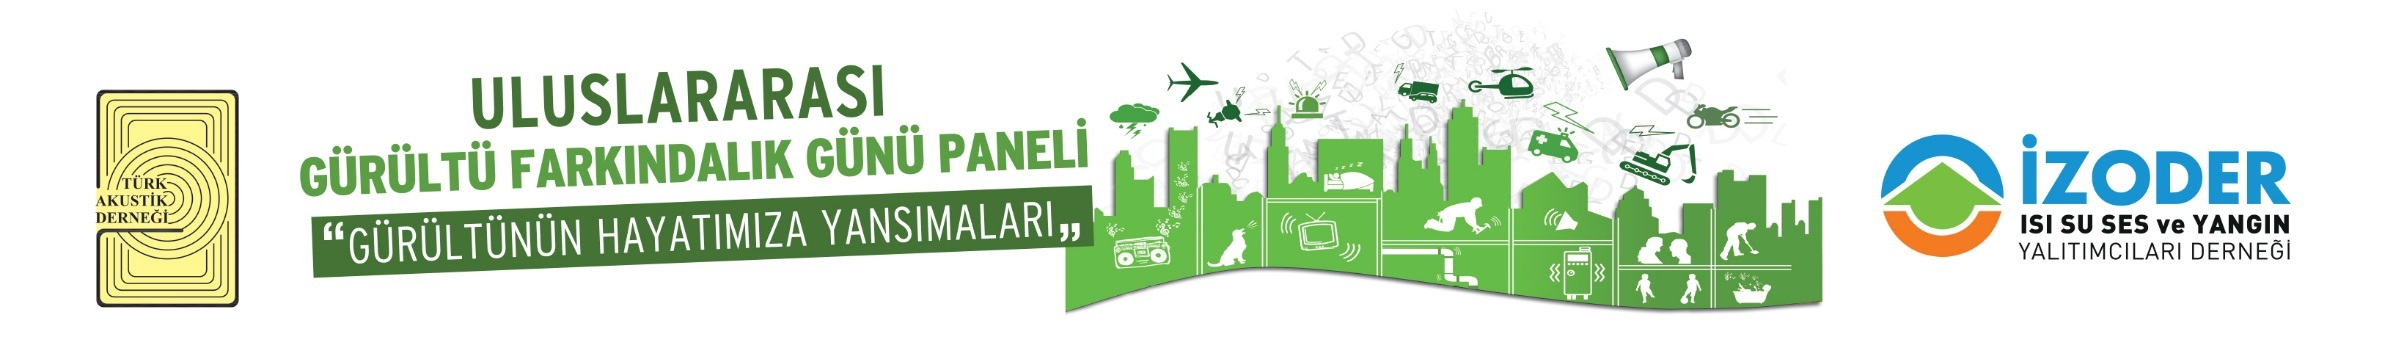 TÜRK
AKUSTİK
DERNEĞİ
ULUSLARARASI
GÜRÜLTÜ FARKINDALIK GÜNÜ PANELİ
“GÜRÜLTÜNÜN HAYATIMIZA YANSIMALARI„
İZODER
ISI SU SES ve YANGIN
YALITIMCILARI DERNEĞİ